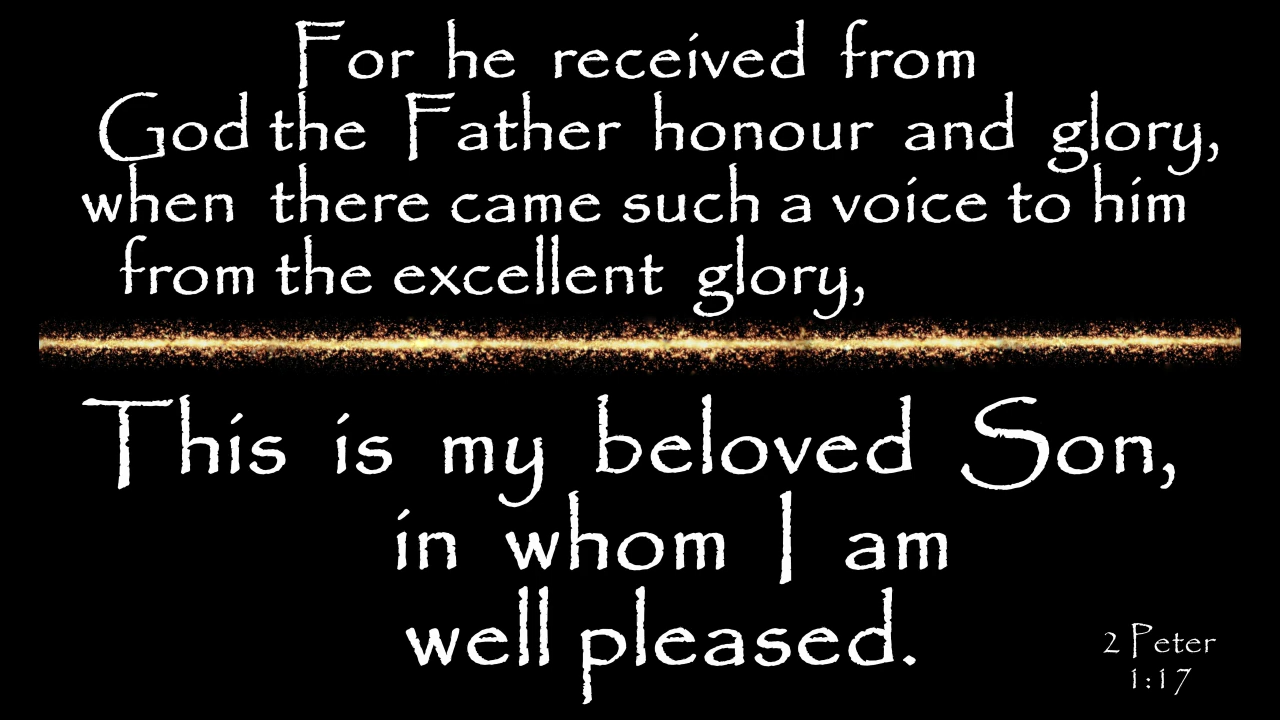 For he received from
God the Father honour and glory,
when there came such a voice to him
from the excellent glory,
This is my beloved Son,
in whom I am
well pleased.
2 Peter
1:17